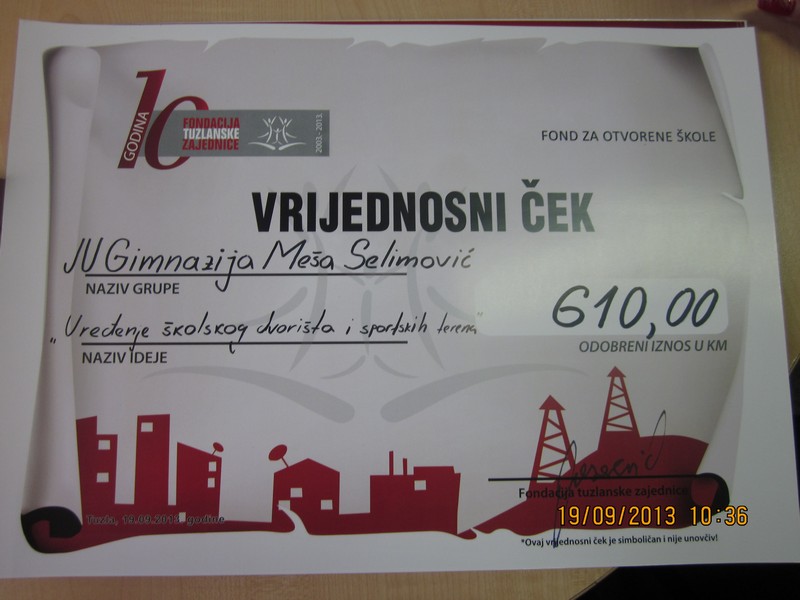 10
GODINA
FONDACIJA
TUZLANSKE
ZAJEDNICE
2003.- 2013.
FOND ZA OTVORENE ŠKOLE
VRIJEDNOSNI ČEK
JU Gimnazija Meša Selimović
NAZIV GRUPE
610,00
„Uređenje školskog dvorišta i sportskih terena"
ODOBRENI IZNOS U KM
NAZIV IDEJE
Fondacija tuzlanske zajednice
Tuzla, 19.09.2013. godine
19/09/2013 10:36
*Ovaj vrijednosni ček je simboličan i nije unovčiv!